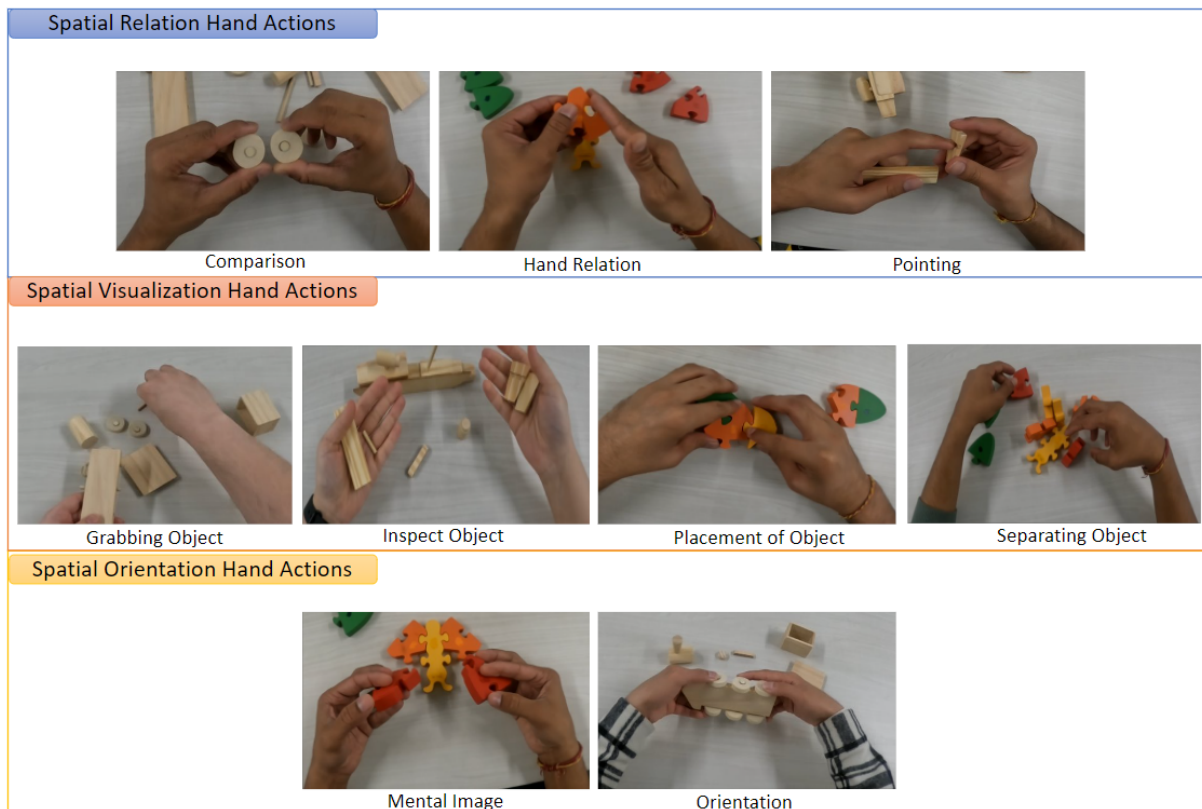 Spatial Relation Hand Actions
Comparison
Hand Relation
Pointing
Spatial Visualization Hand Actions
Grabbing Object
Inspect Object
Placement of Object
Separating Object
Spatial Orientation Hand Actions
Mental Image
Orientation